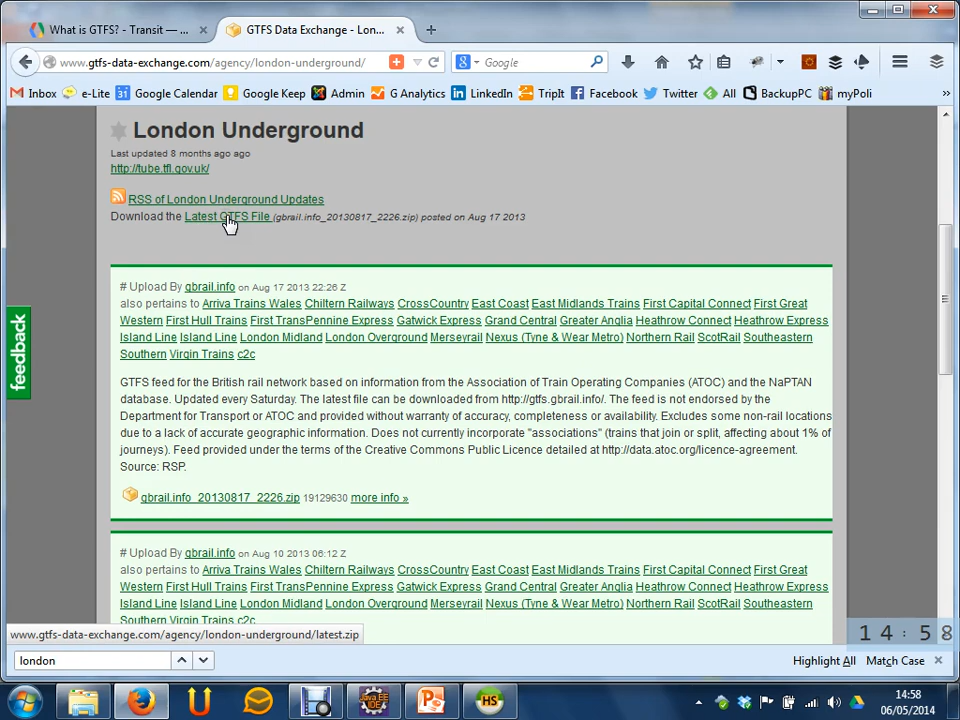 What is GTFS? - Transit — ...
GTFS Data Exchange - Lon...
www.gtfs-data-exchange.com/agency/london-underground/
Google
Inbox
e-Lite
Google Calendar
Google Keep
Admin
G Analytics
LinkedIn
TripIt
Facebook
Twitter
All
BackupPC
myPoli
»
London Underground
Last updated 8 months ago ago
http://tube.tfl.gov.uk/
RSS of London Underground Updates
Download the Latest GTFS File (gbrail.info_20130817_2226.zip) posted on Aug 17 2013
# Upload By gbrail.info on Aug 17 2013 22:26 Z
also pertains to Arriva Trains Wales Chiltern Railways CrossCountry East Coast East Midlands Trains First Capital Connect First Great
Western First Hull Trains First TransPennine Express Gatwick Express Grand Central Greater Anglia Heathrow Connect Heathrow Express
Island Line Island Line London Midland London Overground Merseyrail Nexus (Tyne & Wear Metro) Northern Rail ScotRail Southeastern
Southern Virgin Trains c2c
GTFS feed for the British rail network based on information from the Association of Train Operating Companies (ATOC) and the NaPTAN
database. Updated every Saturday. The latest file can be downloaded from http://gtfs.gbrail.info/. The feed is not endorsed by the
Department for Transport or ATOC and provided without warranty of accuracy, completeness or availability. Excludes some non-rail locations
due to a lack of accurate geographic information. Does not currently incorporate "associations" (trains that join or split, affecting about 1% of
journeys). Feed provided under the terms of the Creative Commons Public Licence detailed at http://data.atoc.org/licence-agreement.
Source: RSP.
gbrail.info_20130817_2226.zip 19129630 more info »
# Upload By gbrail.info on Aug 10 2013 06:12 Z
also pertains to Arriva Trains Wales Chiltern Railways CrossCountry East Coast East Midlands Trains First Capital Connect First Great
Western First Hull Trains First TransPennine Express Gatwick Express Grand Central Greater Anglia Heathrow Connect Heathrow Express
Island Line Island Line London Midland London Overground Merseyrail Nexus (Tyne & Wear Metro) Northern Rail ScotRail Southeastern
Southern Virgin Trains c2c
feedback
www.gtfs-data-exchange.com/agency/london-underground/latest.zip
14:58
london
Highlight All
Match Case
HS
14:58
06/05/2014